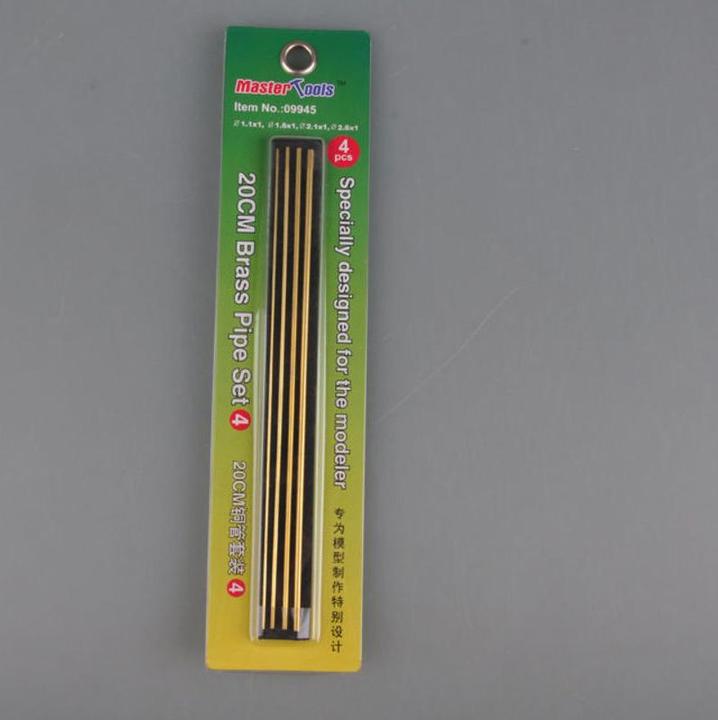 MasterTools™
Item No.:09945
Ø1.1x1, Ø1.6x1, Ø2.1x1, Ø2.6x1
4
pcs
Specially designed for the modeler
专为模型制作特别设计
20CM Brass Pipe Set 4
20CM铜管套装 4